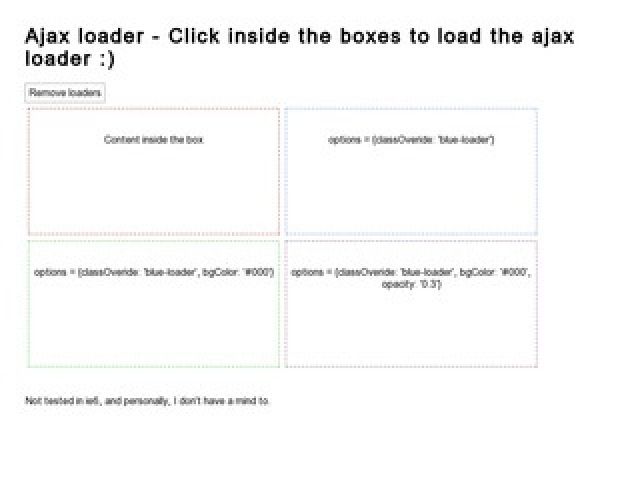 Ajax loader - Click inside the boxes to load the ajax
loader :)
Remove loaders
Content inside the box
options = {classOveride: 'blue-loader'}
options = {classOveride: 'blue-loader', bgColor: '#000'}
options = {classOveride: 'blue-loader', bgColor: '#000',
opacity: '0.3'}
Not tested in ie6, and personally, I don't have a mind to.